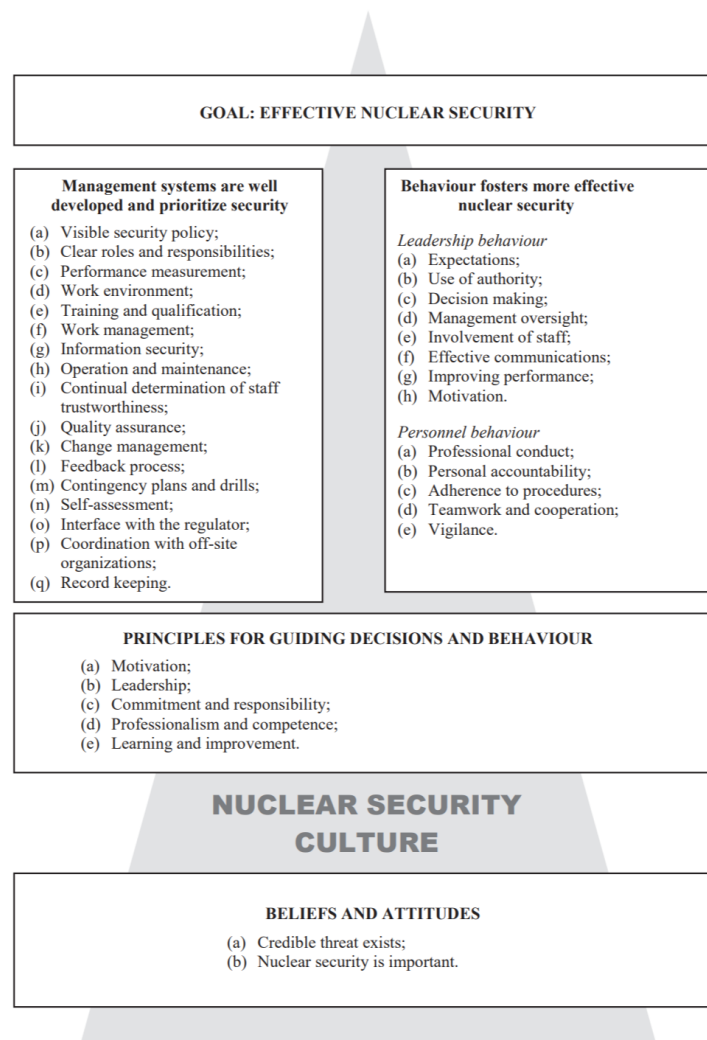 GOAL: EFFECTIVE NUCLEAR SECURITY
Management systems are well
developed and prioritize security
(a) Visible security policy;
(b) Clear roles and responsibilities;
(c) Performance measurement;
(d) Work environment;
(e) Training and qualification;
(f) Work management;
(g) Information security;
(h) Operation and maintenance;
(i) Continual determination of staff
trustworthiness;
(j) Quality assurance;
(k) Change management;
(l) Feedback process;
(m) Contingency plans and drills;
(n) Self-assessment;
(o) Interface with the regulator;
(p) Coordination with off-site
organizations;
(q) Record keeping.
Behaviour fosters more effective
nuclear security
Leadership behaviour
(a) Expectations;
(b) Use of authority;
(c) Decision making;
(d) Management oversight;
(e) Involvement of staff;
(f) Effective communications;
(g) Improving performance;
(h) Motivation.
Personnel behaviour
(a) Professional conduct;
(b) Personal accountability;
(c) Adherence to procedures;
(d) Teamwork and cooperation;
(e) Vigilance.
PRINCIPLES FOR GUIDING DECISIONS AND BEHAVIOUR
(a) Motivation;
(b) Leadership;
(c) Commitment and responsibility;
(d) Professionalism and competence;
(e) Learning and improvement.
NUCLEAR SECURITY
CULTURE
BELIEFS AND ATTITUDES
(a) Credible threat exists;
(b) Nuclear security is important.